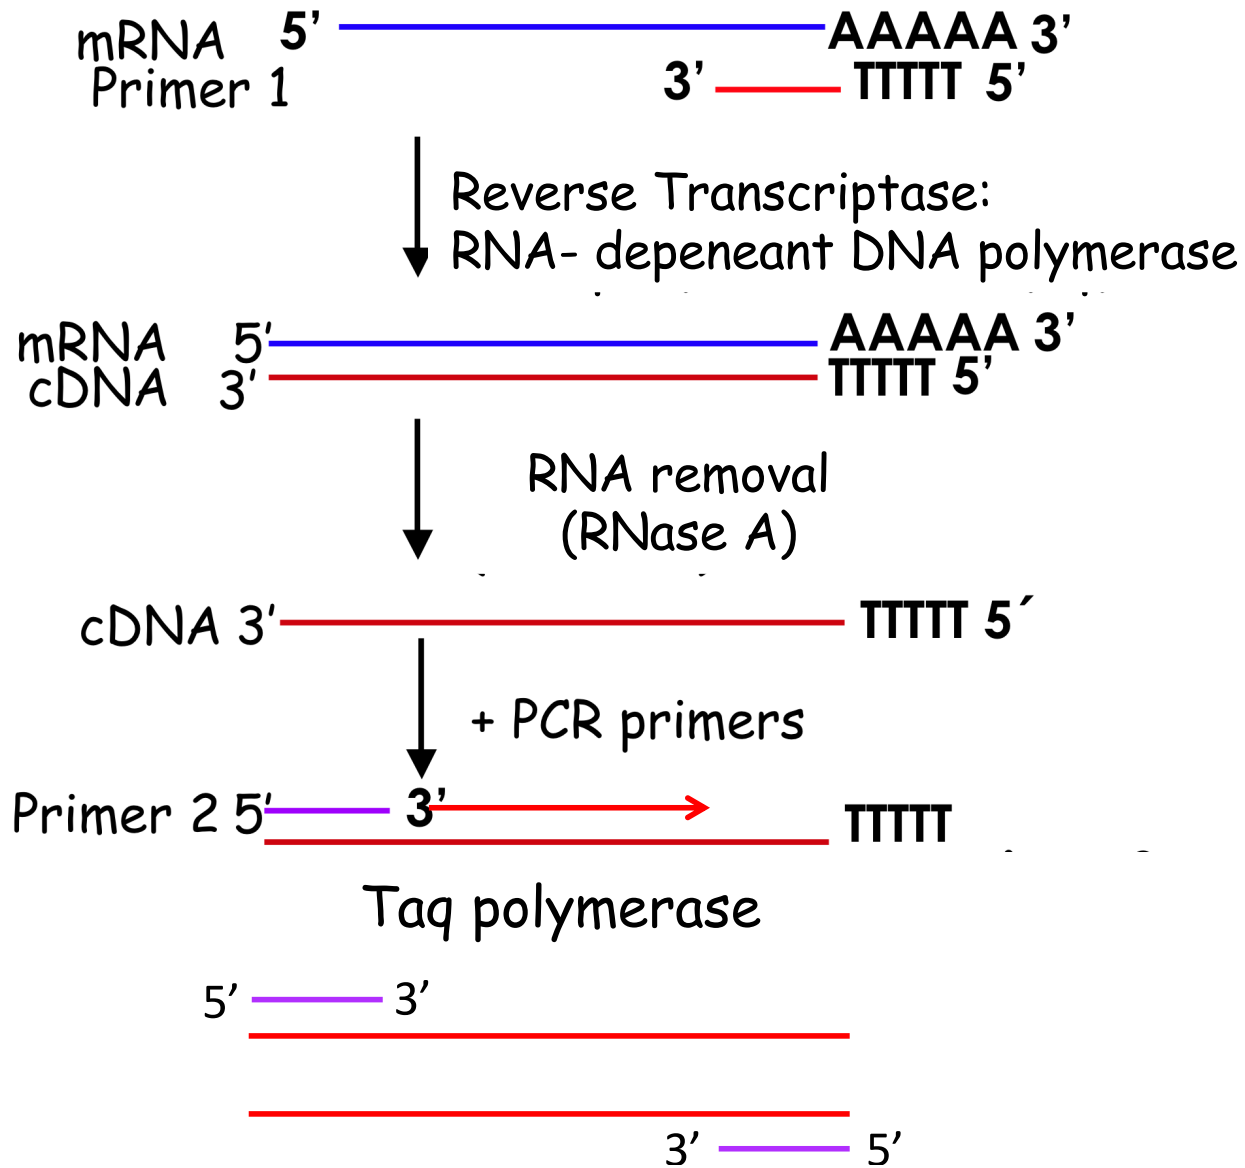 mRNA 5’ AAAAA 3’
Primer 1 3’ TTTTT 5’
Reverse Transcriptase:
RNA- depeneant DNA polymerase
mRNA 5’ AAAAA 3’
cDNA 3’ TTTTT 5’
RNA removal
(RNase A)
cDNA 3’ TTTTT 5´
+ PCR primers
Primer 2 5’ 3’ TTTTT
Taq polymerase
5’ 3’
3’ 5’